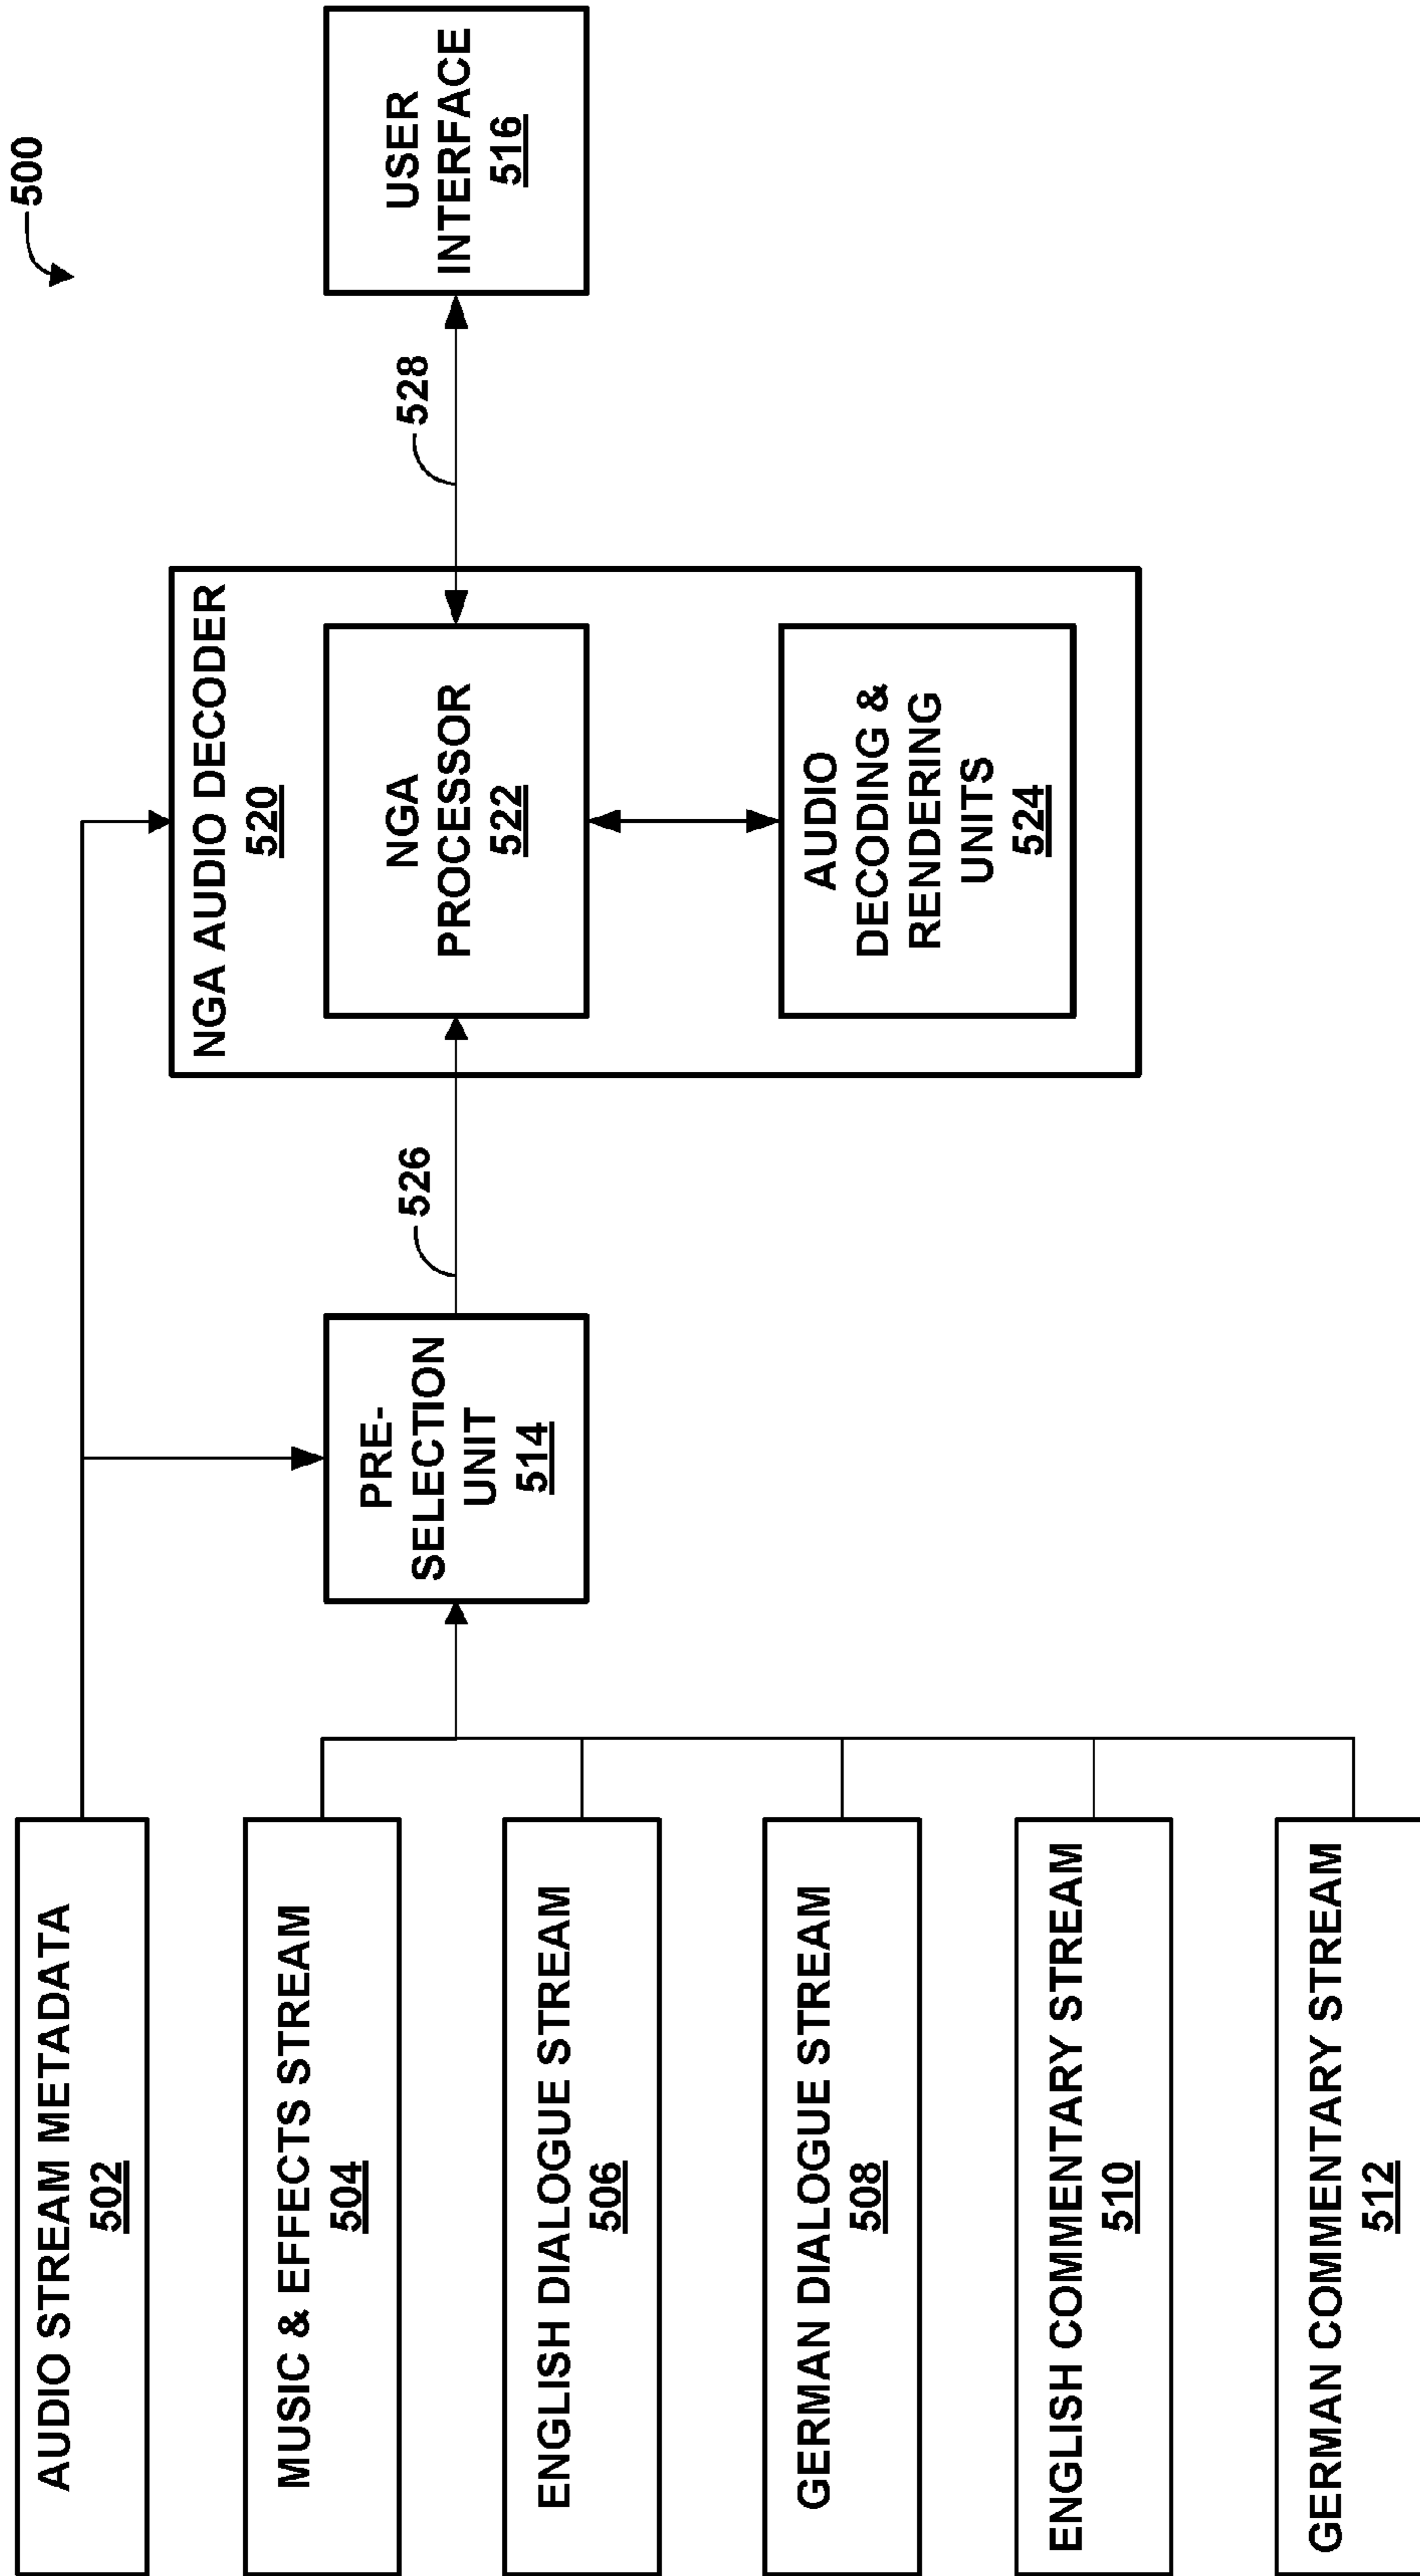 500
AUDIO STREAM METADATA
502
MUSIC & EFFECTS STREAM
504
ENGLISH DIALOGUE STREAM
506
GERMAN DIALOGUE STREAM
508
ENGLISH COMMENTARY STREAM
510
GERMAN COMMENTARY STREAM
512
PRE-
SELECTION
UNIT
514
526
NGA AUDIO DECODER
520
NGA
PROCESSOR
522
AUDIO
DECODING &
RENDERING
UNITS
524
528
USER
INTERFACE
516